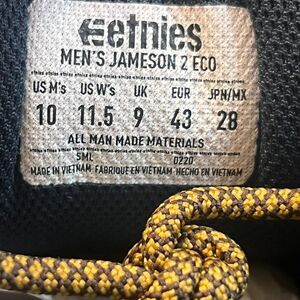 etnies
MEN'S JAMESON 2 ECO
US M's US W's UK EUR JPN/MX
10 11.5 9 43 28
ALL MAN MADE MATERIALS
SML 0220
MADE IN VIETNAM FABRIQUÉ EN VIETNAM HECHO EN VIETNAM